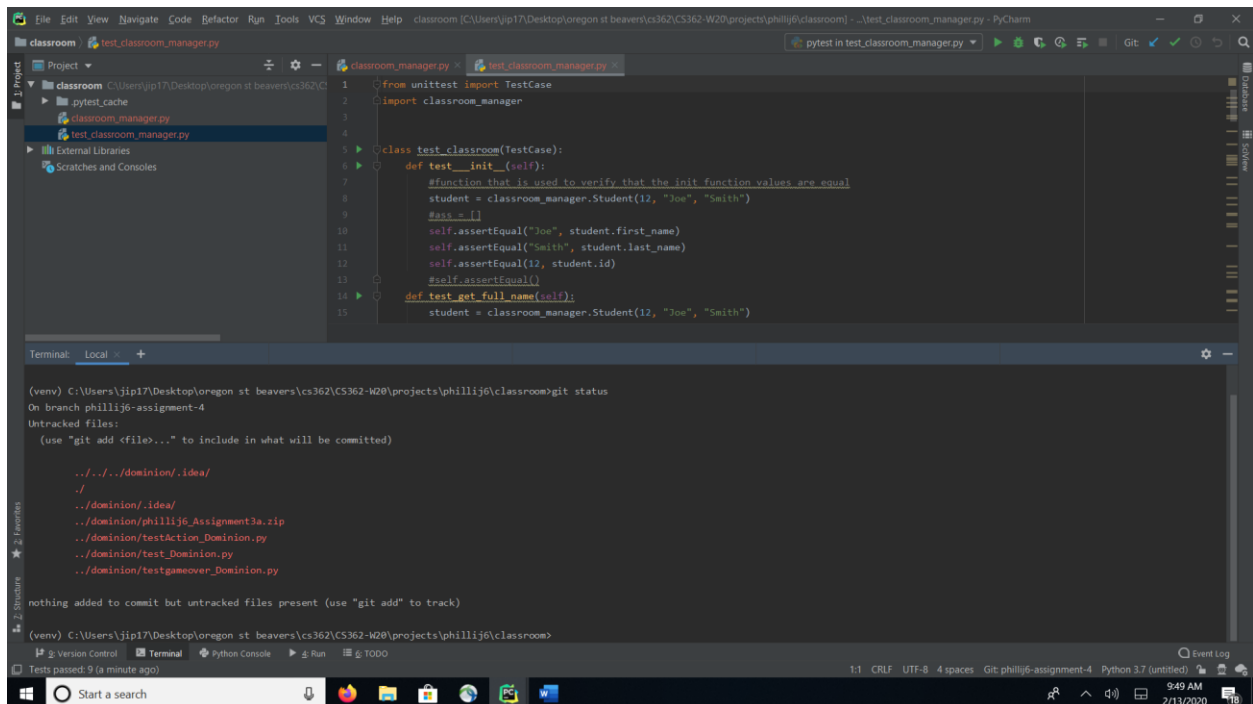 File Edit View Navigate Code Refactor Run Tools VCS Window Help classroom [C:\Users\jip17\Desktop\oregon st beavers\cs362\CS362-W20\projects\phillij6\classroom] - ...\test_classroom_manager.py - PyCharm
classroom test_classroom_manager.py pytest in test_classroom_manager.py Git:
Project classroom_manager.py test_classroom_manager.py
1: Project
classroom C:\Users\jip17\Desktop\oregon st beavers\cs362\C
.pytest_cache
classroom_manager.py
test_classroom_manager.py
External Libraries
Scratches and Consoles
1 from unittest import TestCase
2 import classroom_manager
3
4
5 class test_classroom(TestCase):
6 def test___init__(self):
7 #function that is used to verify that the init function values are equal
8 student = classroom_manager.Student(12, "Joe", "Smith")
9 #ass = []
10 self.assertEqual("Joe", student.first_name)
11 self.assertEqual("Smith", student.last_name)
12 self.assertEqual(12, student.id)
13 #self.assertEqual()
14 def test_get_full_name(self):
15 student = classroom_manager.Student(12, "Joe", "Smith")
Database
SciView
Terminal: Local +
(venv) C:\Users\jip17\Desktop\oregon st beavers\cs362\CS362-W20\projects\phillij6\classroom>git status
On branch phillij6-assignment-4
Untracked files:
(use "git add <file>..." to include in what will be committed)
../../../dominion/.idea/
./
../dominion/.idea/
../dominion/phillij6_Assignment3a.zip
../dominion/testAction_Dominion.py
../dominion/test_Dominion.py
../dominion/testgameover_Dominion.py
nothing added to commit but untracked files present (use "git add" to track)
(venv) C:\Users\jip17\Desktop\oregon st beavers\cs362\CS362-W20\projects\phillij6\classroom>
2: Favorites
Z: Structure
9: Version Control Terminal Python Console 4: Run 6: TODO Event Log
Tests passed: 9 (a minute ago) 1:1 CRLF UTF-8 4 spaces Git: phillij6-assignment-4 Python 3.7 (untitled)
Start a search
9:49 AM
2/13/2020
18